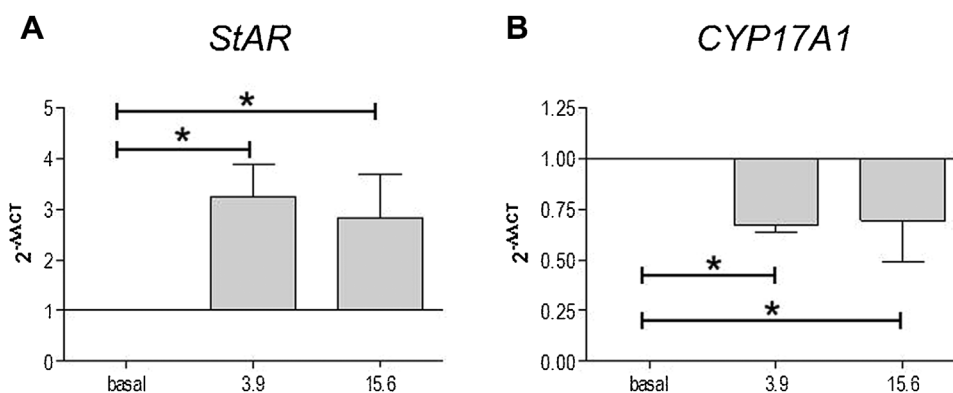 A
StAR
2^-ΔΔCT
5
4
3
2
1
0
*
*
basal
3.9
15.6
B
CYP17A1
2^-ΔΔCT
1.25
1.00
0.75
0.50
0.25
0.00
*
*
basal
3.9
15.6